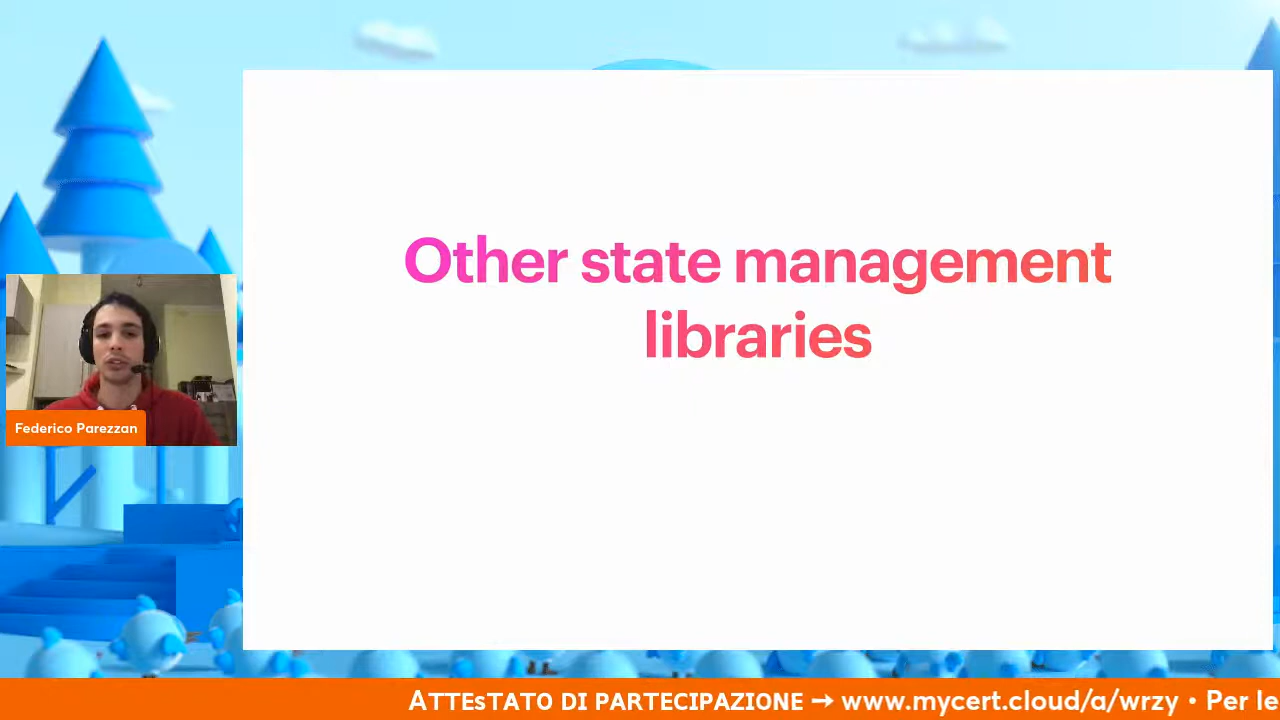 Other state management
libraries
Federico Parezzan
ATTESTATO DI PARTECIPAZIONE → www.mycert.cloud/a/wrzy • Per le